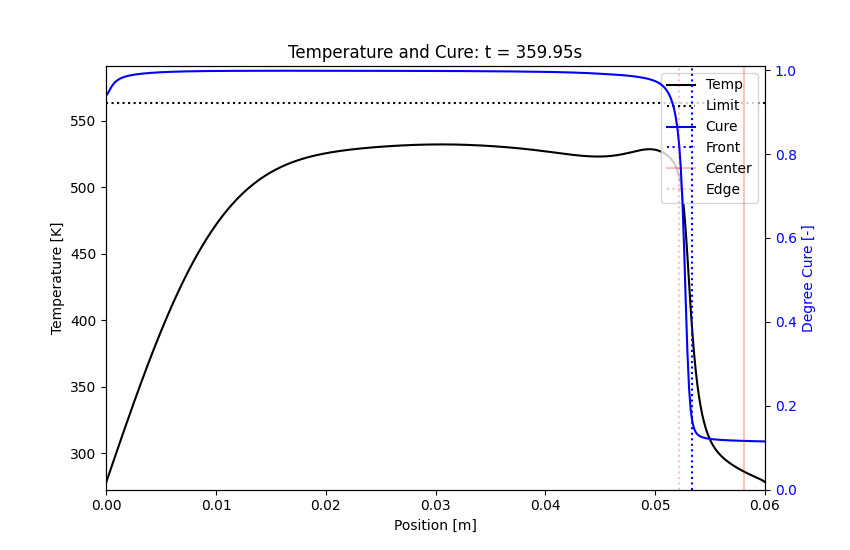 Temperature and Cure: t = 359.95s
Temperature [K]
550
500
450
400
350
300
Temp
Limit
Cure
Front
Center
Edge
1.0
0.8
0.6
0.4
0.2
0.0
Degree Cure [-]
0.00 0.01 0.02 0.03 0.04 0.05 0.06
Position [m]